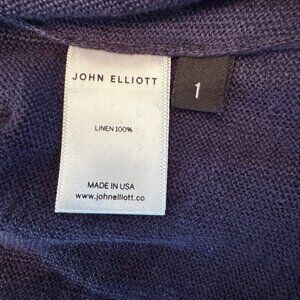 JOHN ELLIOTT
1
LINEN 100%
MADE IN USA
www.johnelliott.co